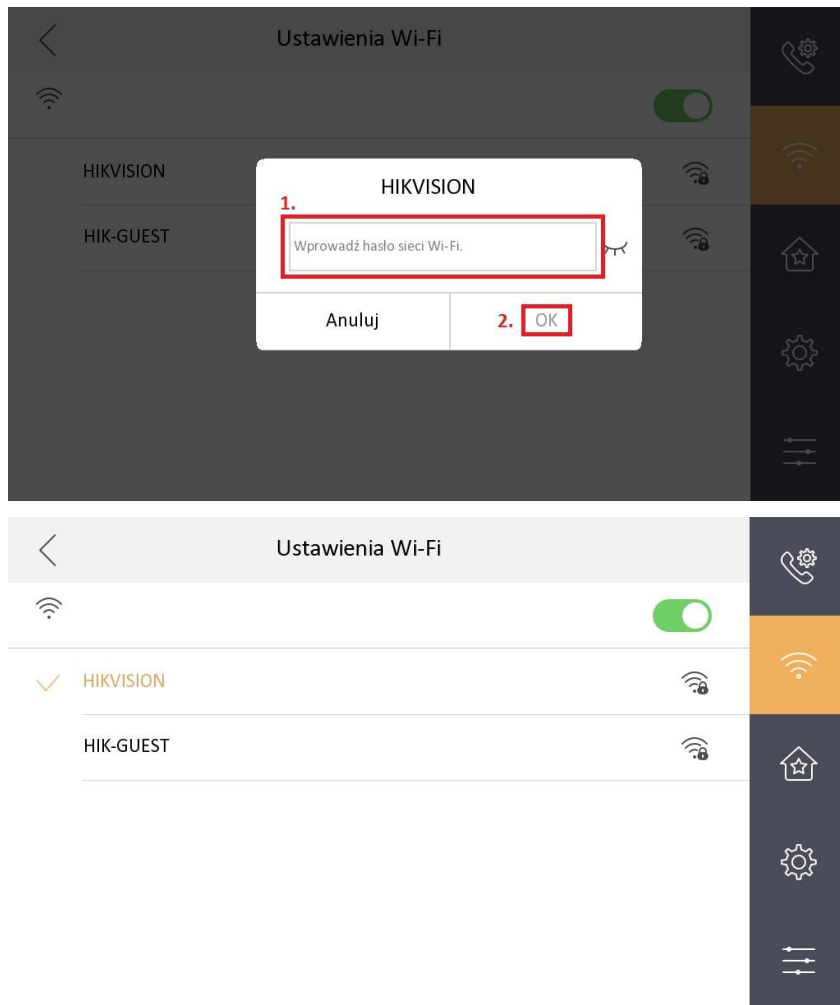 Ustawienia Wi-Fi
HIKVISION
HIKVISION
1.
HIK-GUEST
Wprowadź hasło sieci Wi-Fi.
Anuluj
2. OK
Ustawienia Wi-Fi
HIKVISION
HIK-GUEST